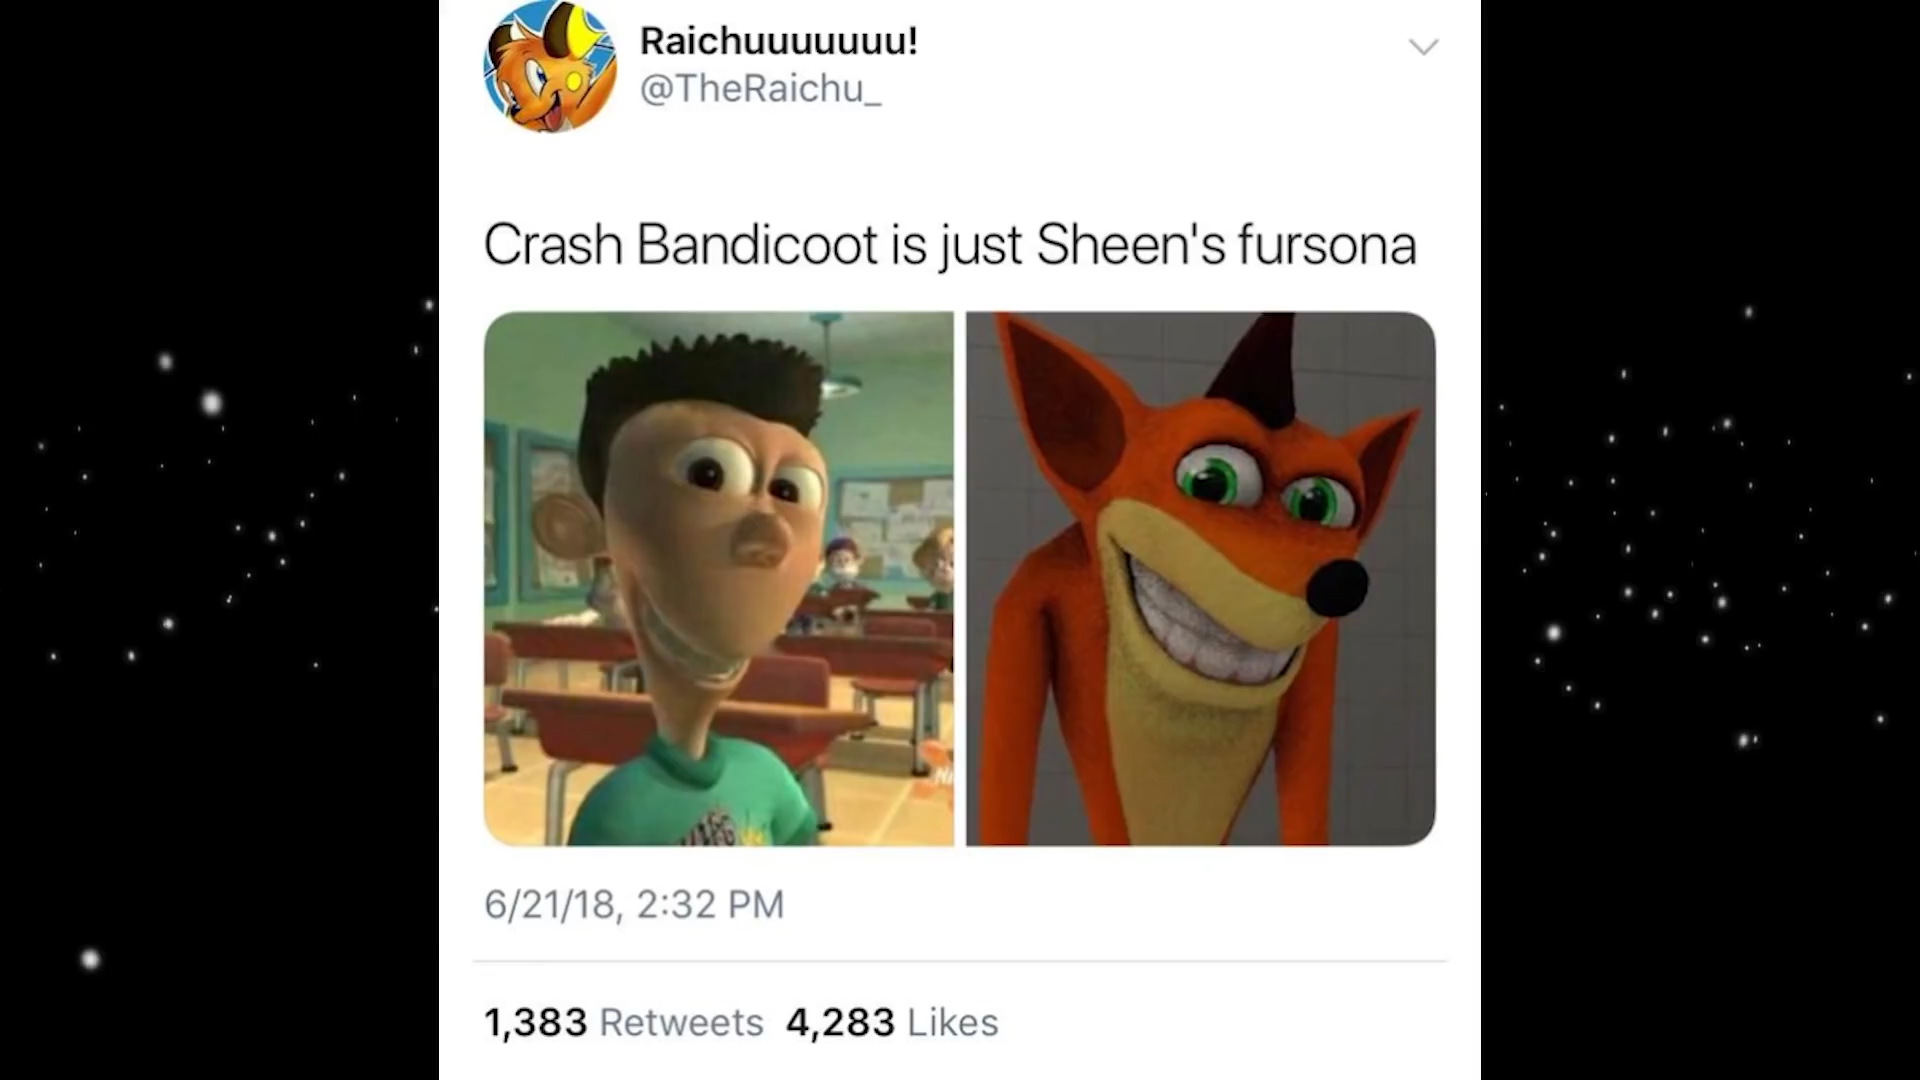 Raichuuuuuuu!
@TheRaichu_
Crash Bandicoot is just Sheen's fursona
6/21/18, 2:32 PM
1,383 Retweets 4,283 Likes